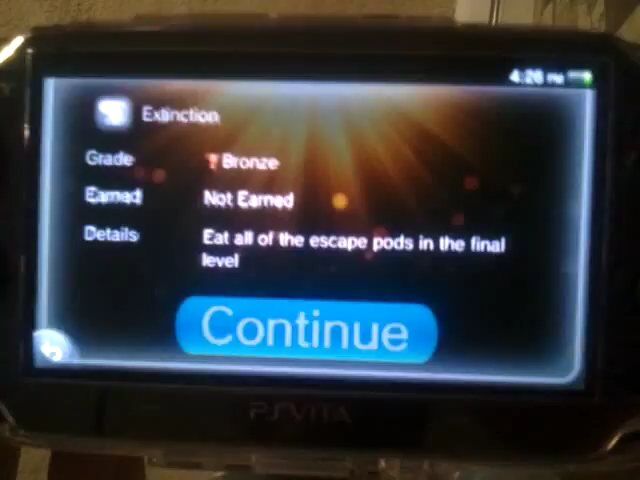 4:26 PM
Extinction
Grade Bronze
Earned Not Earned
Details Eat all of the escape pods in the final
level
Continue
PSVITA